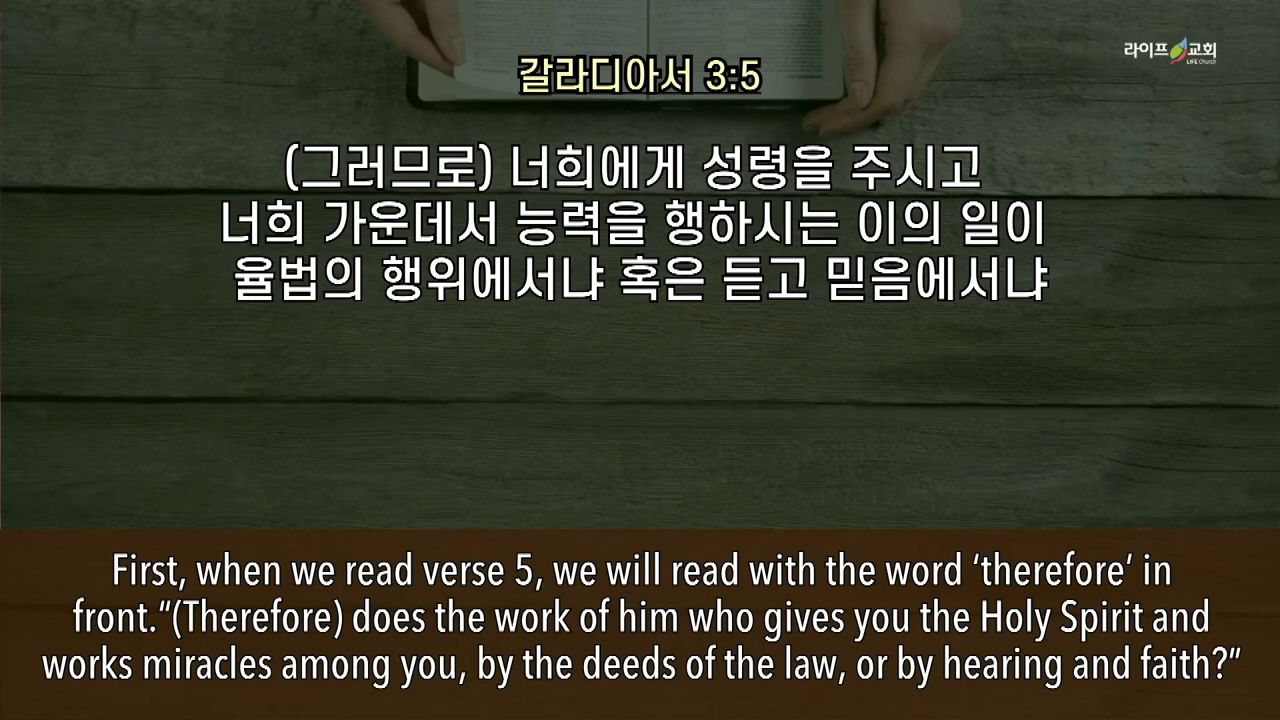 라이프교회
LIFE Church
갈라디아서 3:5
(그러므로) 너희에게 성령을 주시고
너희 가운데서 능력을 행하시는 이의 일이
율법의 행위에서냐 혹은 듣고 믿음에서냐
First, when we read verse 5, we will read with the word ‘therefore‘ in
front.“(Therefore) does the work of him who gives you the Holy Spirit and
works miracles among you, by the deeds of the law, or by hearing and faith?”